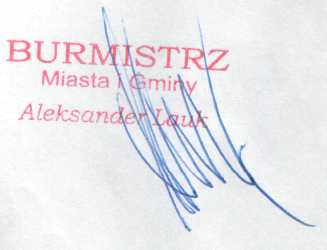 BURMISTRZ
Miasta i Gminy
Aleksander Lauk